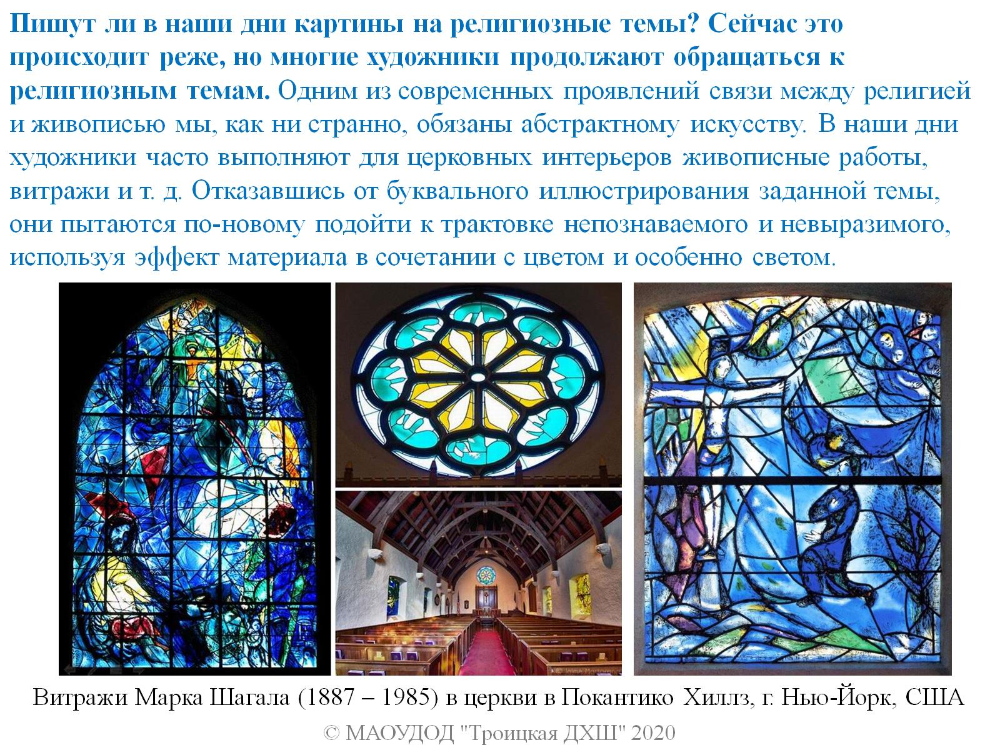 Пишут ли в наши дни картины на религиозные темы? Сейчас это
происходит реже, но многие художники продолжают обращаться к
религиозным темам. Одним из современных проявлений связи между религией
и живописью мы, как ни странно, обязаны абстрактному искусству. В наши дни
художники часто выполняют для церковных интерьеров живописные работы,
витражи и т. д. Отказавшись от буквального иллюстрирования заданной темы,
они пытаются по-новому подойти к трактовке непознаваемого и невыразимого,
используя эффект материала в сочетании с цветом и особенно светом.
Витражи Марка Шагала (1887 – 1985) в церкви в Покантико Хиллз, г. Нью-Йорк, США
© МАОУДОД "Троицкая ДХШ" 2020